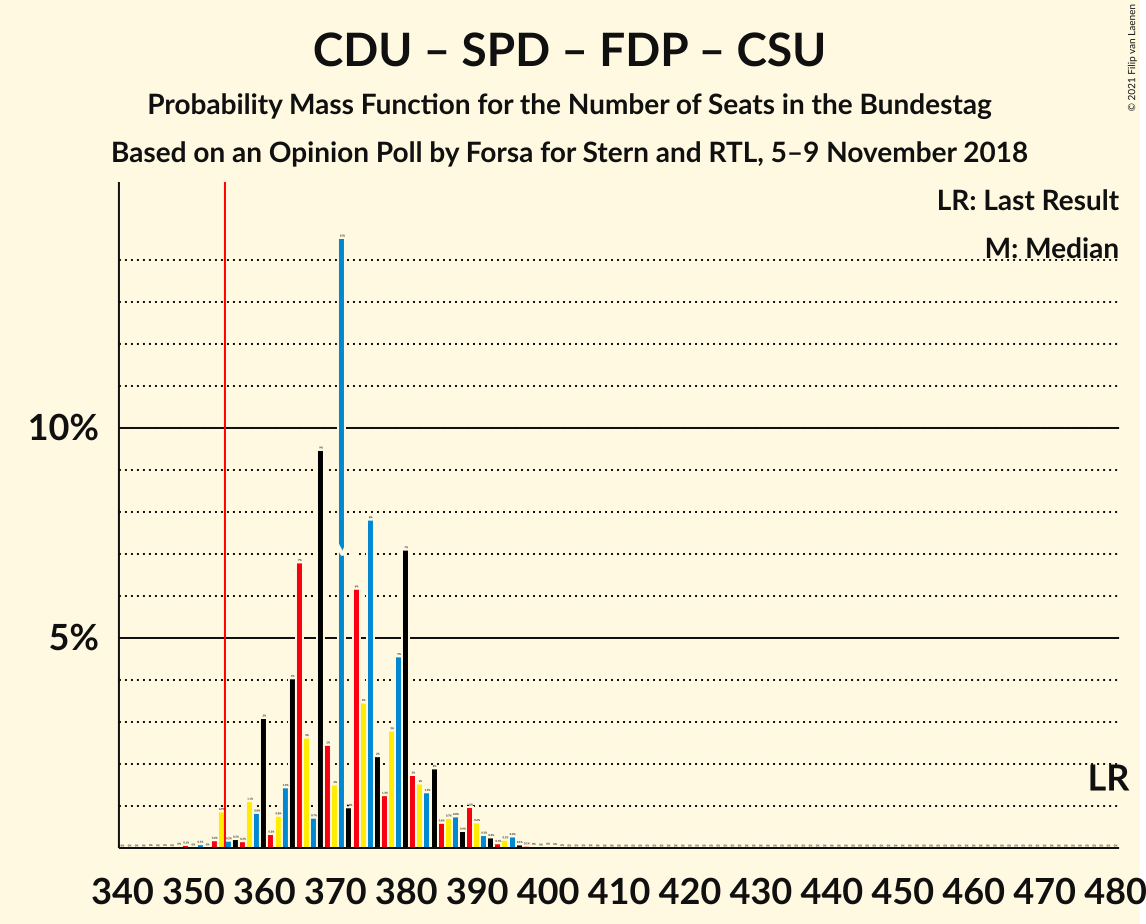 CDU – SPD – FDP – CSU
Probability Mass Function for the Number of Seats in the Bundestag
Based on an Opinion Poll by Forsa for Stern and RTL, 5–9 November 2018
© 2021 Filip van Laenen
LR: Last Result
M: Median
10%
5%
LR
340 350 360 370 380 390 400 410 420 430 440 450 460 470 480